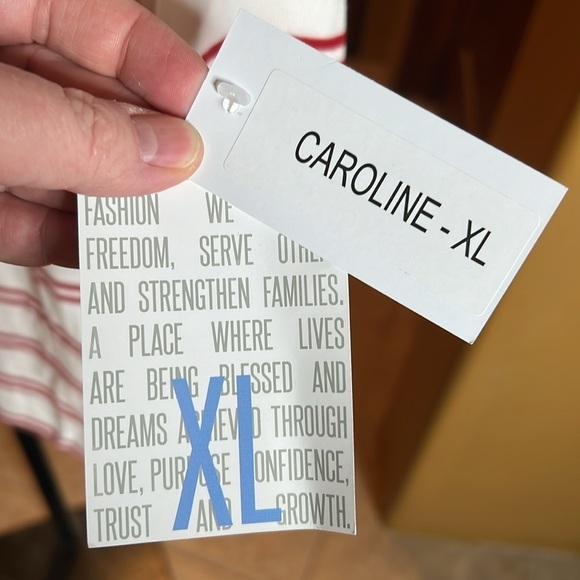 CAROLINE - XL
FASHION WE
FREEDOM, SERVE
AND STRENGTHEN FAMILIES.
A PLACE WHERE LIVES
ARE BEING BLESSED AND
DREAMS ACHIEVED THROUGH
LOVE, PURPOSE CONFIDENCE,
TRUST AND GROWTH.
XL